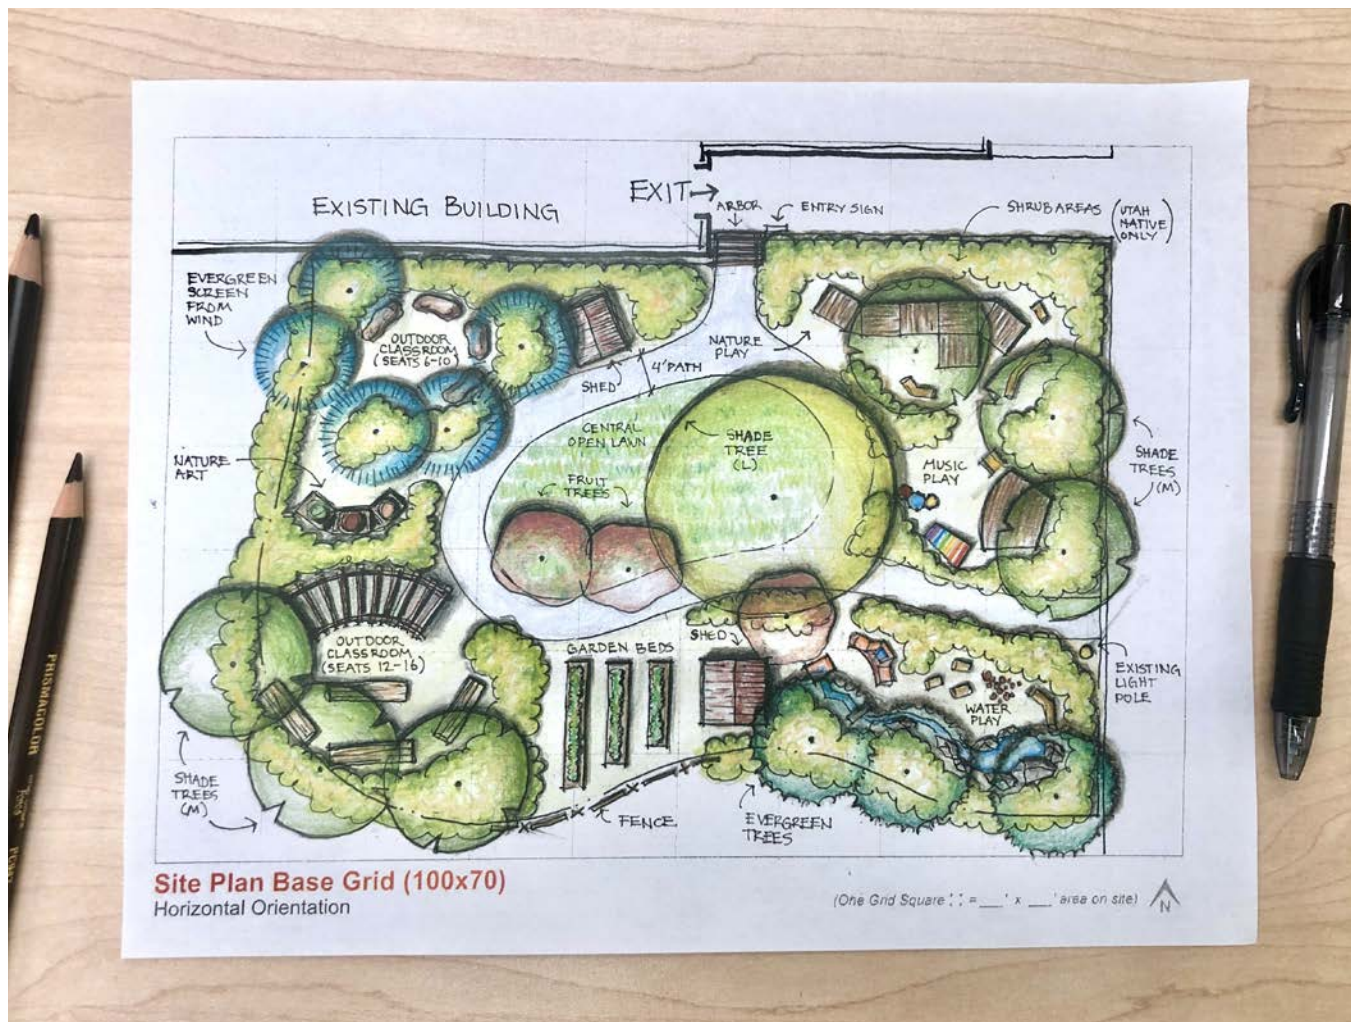 EXIT→
EXISTING BUILDING
ARBOR
ENTRY SIGN
SHRUB AREAS
(UTAH
NATIVE
ONLY)
EVERGREEN
SCREEN
FROM
WIND
OUTDOOR
CLASSROOM
(SEATS 6-10)
NATURE
PLAY
SHED
4' PATH
CENTRAL
OPEN LAWN
SHADE
TREE
(L)
SHADE
TREES
(M)
NATURE
ART
FRUIT
TREES
MUSIC
PLAY
OUTDOOR
CLASSROOM
(SEATS 12-16)
GARDEN BEDS
SHED
EXISTING
LIGHT
POLE
WATER
PLAY
SHADE
TREES
(M)
FENCE
EVERGREEN
TREES
Site Plan Base Grid (100x70)
Horizontal Orientation
(One Grid Square :: = ___' x ___' area on site)
N
PRISMACOLOR